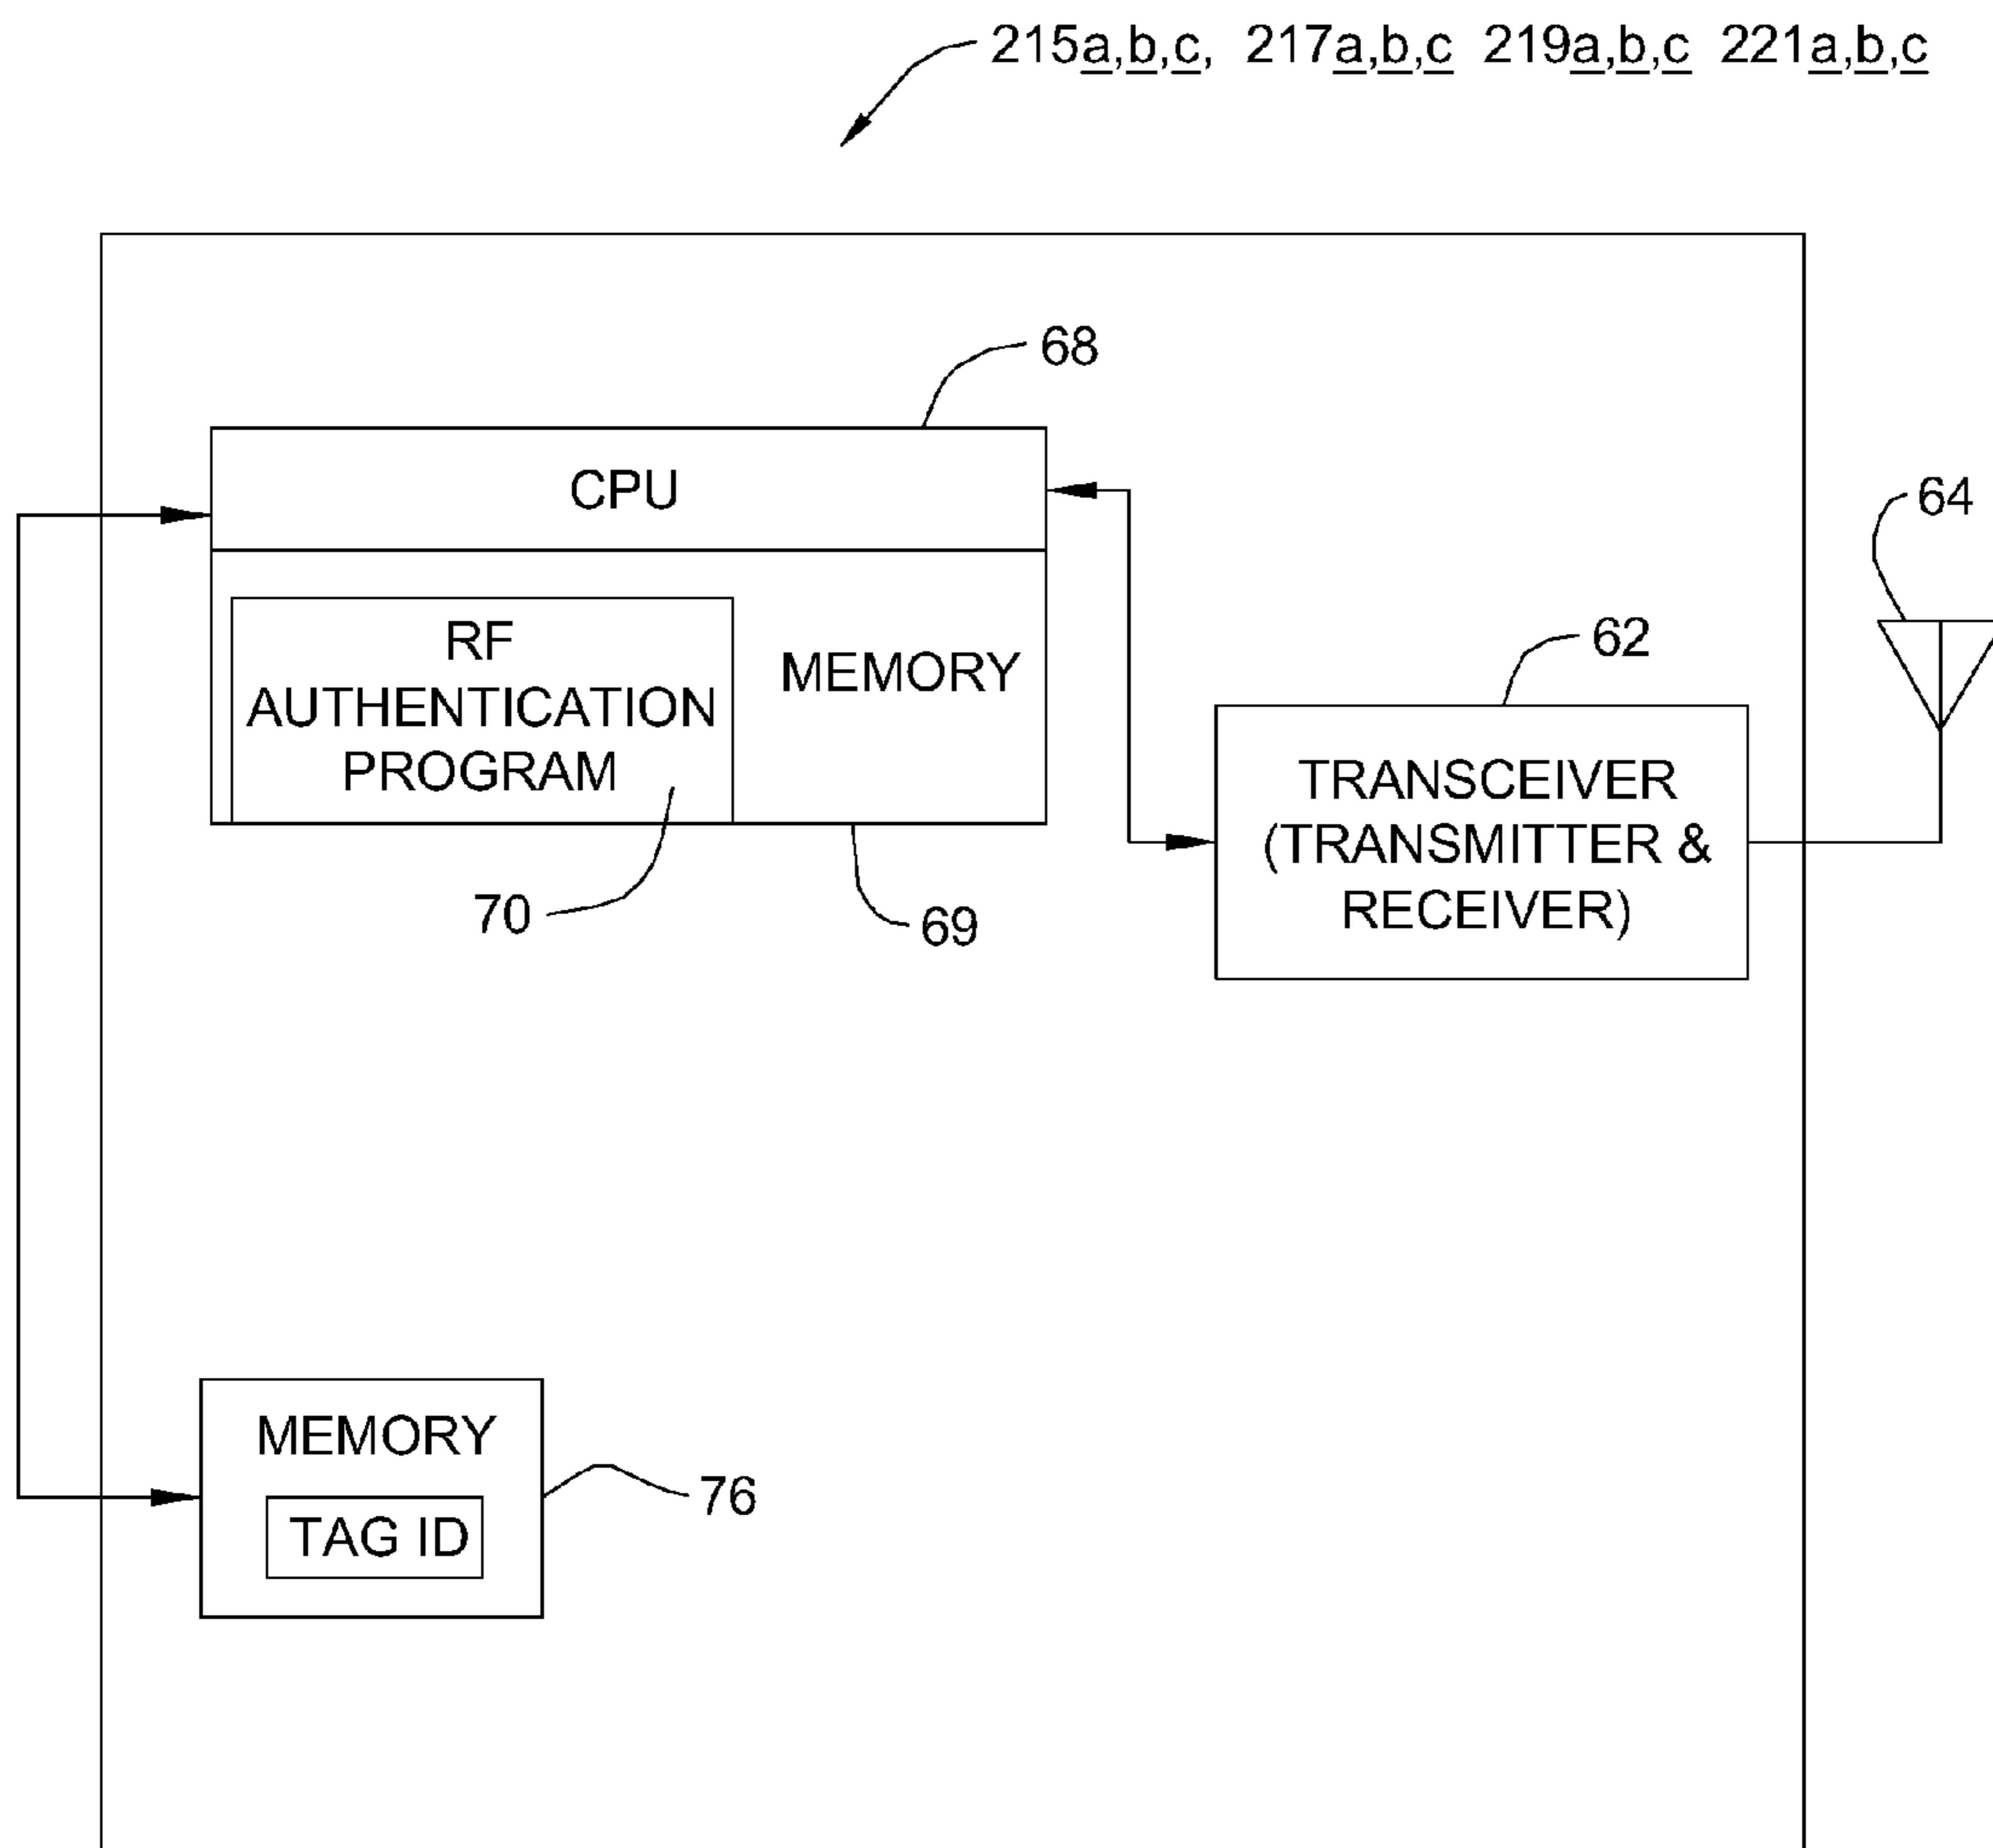 215a,b,c, 217a,b,c 219a,b,c 221a,b,c
68
CPU
64
RF
AUTHENTICATION
PROGRAM
MEMORY
62
TRANSCEIVER
(TRANSMITTER &
RECEIVER)
70
69
MEMORY
TAG ID
76